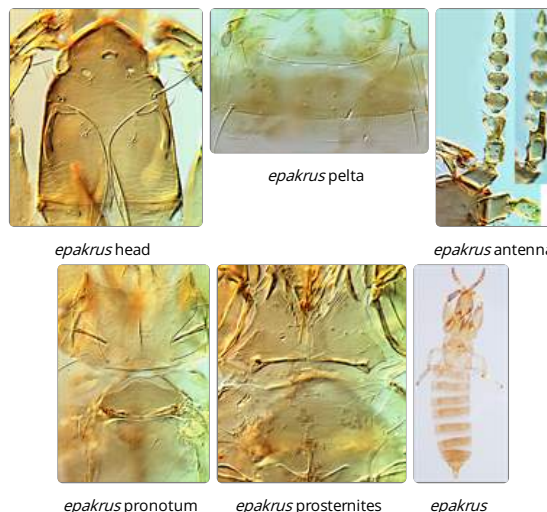 epakrus pelta
epakrus head
epakrus antenna
epakrus pronotum
epakrus prosternites
epakrus